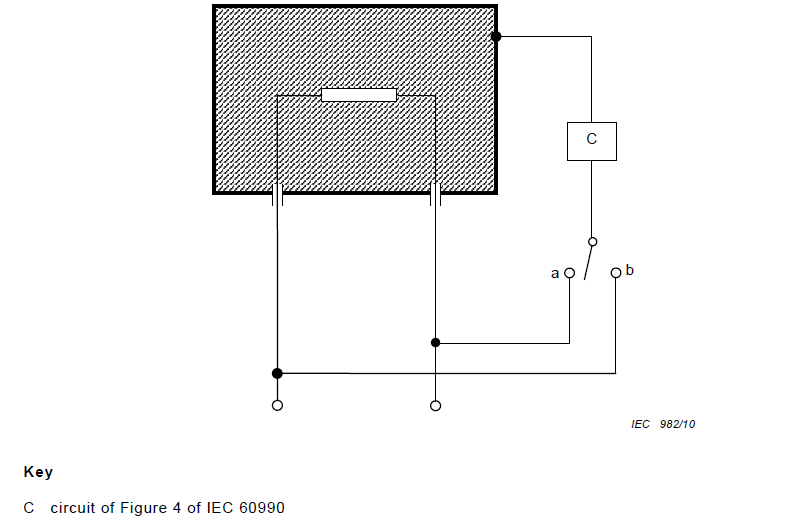 C
a
b
IEC 982/10
Key
C circuit of Figure 4 of IEC 60990